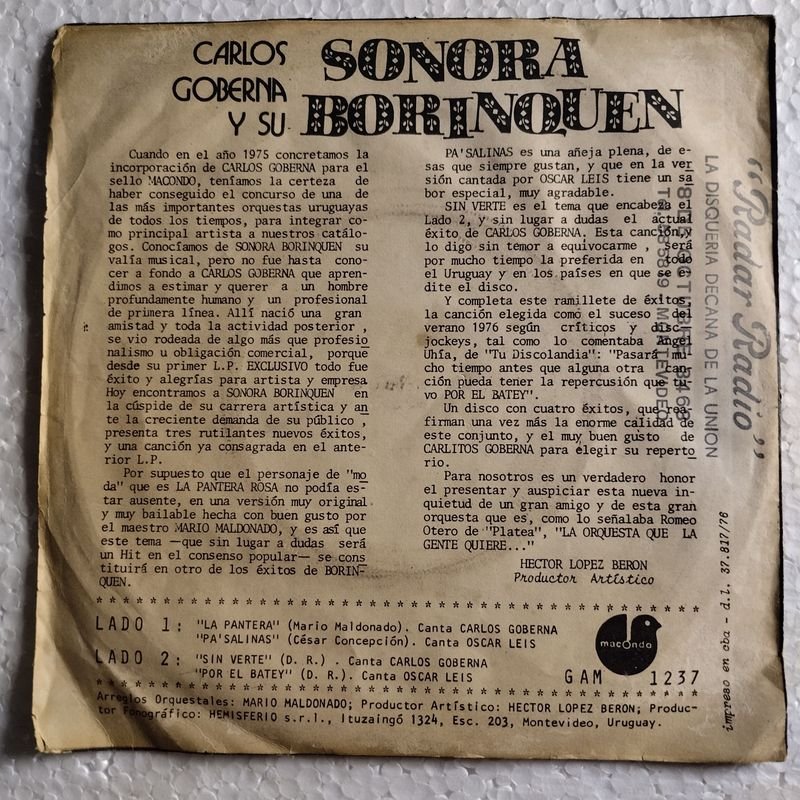 CARLOS
GOBERNA
Y SU
SONORA
BORINQUEN
Cuando en el año 1975 concretamos la
incorporación de CARLOS GOBERNA para el
sello MACONDO, teníamos la certeza de
haber conseguido el concurso de una de
las más importantes orquestas uruguayas
de todos los tiempos, para integrar co-
mo principal artista a nuestros catálo-
gos. Conocíamos de SONORA BORINQUEN su
valía musical, pero no fue hasta cono-
cer a fondo a CARLOS GOBERNA que apren-
dimos a estimar y querer a un hombre
profundamente humano y un profesional
de primera línea. Allí nació una gran
amistad y toda la actividad posterior ,
se vio rodeada de algo más que profesio
nalismo u obligación comercial, porque
desde su primer L.P. EXCLUSIVO todo fue
éxito y alegrías para artista y empresa
Hoy encontramos a SONORA BORINQUEN en
la cúspide de su carrera artística y an
te la creciente demanda de su público ,
presenta tres rutilantes nuevos éxitos,
y una canción ya consagrada en el ante-
rior L.P.
Por supuesto que el personaje de "mo
da" que es LA PANTERA ROSA no podía es-
tar ausente, en una versión muy original
y muy bailable hecha con buen gusto por
el maestro MARIO MALDONADO, y es así que
este tema —que sin lugar a dudas será
un Hit en el consenso popular— se cons
tituirá en otro de los éxitos de BORIN-
QUEN.
PA'SALINAS es una añeja plena, de e-
sas que siempre gustan, y que en la ver
sión cantada por OSCAR LEIS tiene un sa
bor especial, muy agradable.
SIN VERTE es el tema que encabeza el
Lado 2, y sin lugar a dudas el actual
éxito de CARLOS GOBERNA. Esta canción,y
lo digo sin temor a equivocarme , será
por mucho tiempo la preferida en todo
el Uruguay y en los países en que se e
dite el disco.
Y completa este ramillete de éxitos,
la canción elegida como el suceso del
verano 1976 según críticos y disc-
jockeys, tal como lo comentaba Angel
Uhía, de "Tu Discolandia": "Pasará mu-
cho tiempo antes que alguna otra can-
ción pueda tener la repercusión que tu-
vo POR EL BATEY".
Un disco con cuatro éxitos, que rea-
firman una vez más la enorme calidad de
este conjunto, y el muy buen gusto de
CARLITOS GOBERNA para elegir su reperto
rio.
Para nosotros es un verdadero honor
el presentar y auspiciar esta nueva in-
quietud de un gran amigo y de esta gran
orquesta que es, como lo señalaba Romeo
Otero de "Platea", "LA ORQUESTA QUE LA
GENTE QUIERE..."
HECTOR LOPEZ BERON
Productor Artístico
"Radar Radio"
LA DISQUERIA DECANA DE LA UNION
MONTEVIDEO
impreso en cba - d.l. 37.817/76
* * * * * * * * * * * * * * * * * * * * * * * * * * * * * * * * * * * * * * * *
LADO 1: "LA PANTERA" (Mario Maldonado). Canta CARLOS GOBERNA
"PA'SALINAS" (César Concepción). Canta OSCAR LEIS
LADO 2: "SIN VERTE" (D. R.) . Canta CARLOS GOBERNA
"POR EL BATEY" (D. R.). Canta OSCAR LEIS
macondo
GAM 1237
* * * * * * * * * * * * * * * * * * * * * * * * * * * * * * * * * * * * * * * *
Arreglos Orquestales: MARIO MALDONADO; Productor Artístico: HECTOR LOPEZ BERON; Produc-
tor Fonográfico: HEMISFERIO s.r.l., Ituzaingó 1324, Esc. 203, Montevideo, Uruguay.